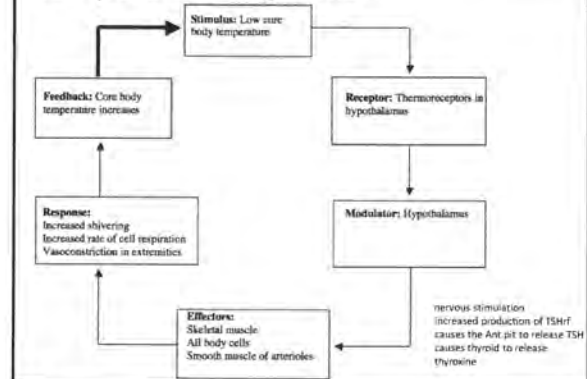 Stimulus: Low core
body temperature
Feedback: Core body
temperature increases
Receptor: Thermoreceptors in
hypothalamus
Response:
Increased shivering
Increased rate of cell respiration
Vasoconstriction in extremities
Modulator: Hypothalamus
Effectors:
Skeletal muscle
All body cells
Smooth muscle of arterioles
nervous stimulation
increased production of TSHrf
causes the Ant.pit to release TSH
causes thyroid to release
thyroxine